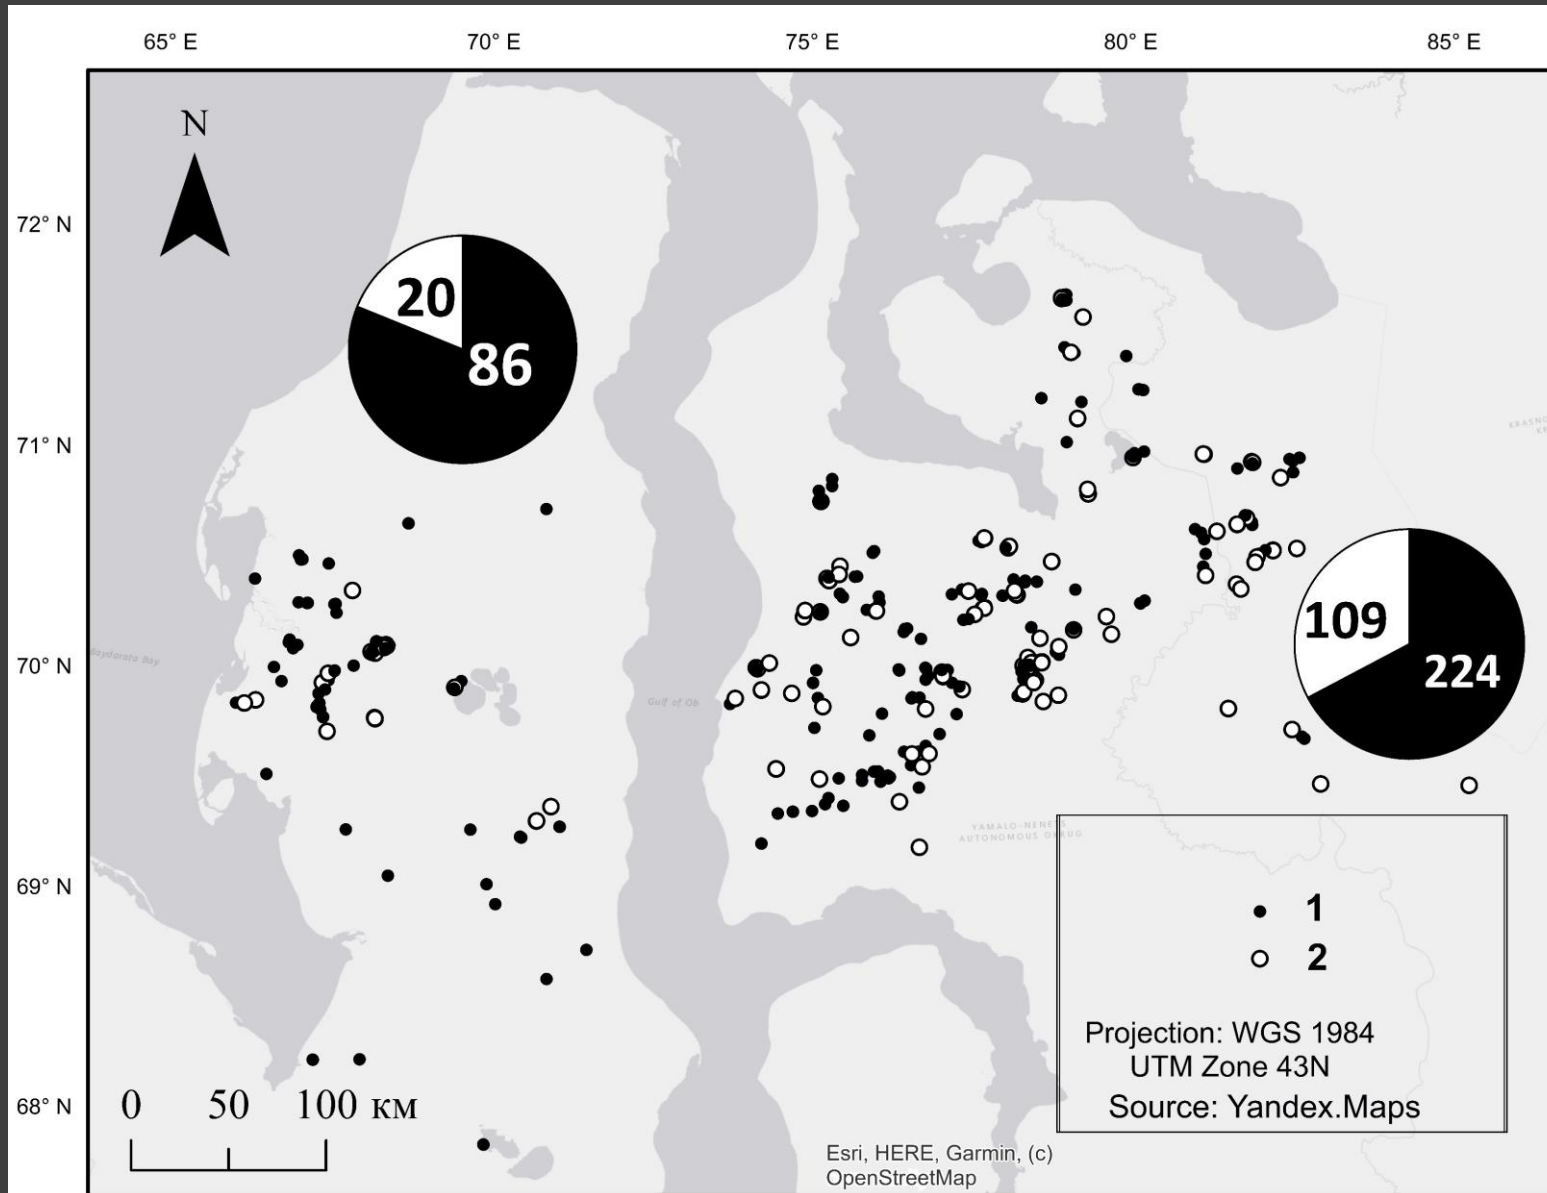 65° E
70° E
75° E
80° E
85° E
N
72° N
20
86
71° N
109
224
70° N
Baydarata Bay
Gulf of Ob
YAMALO-NENETS
AUTONOMOUS OKRUG
69° N
1
2
Projection: WGS 1984
UTM Zone 43N
Source: Yandex.Maps
68° N
0
50
100 км
Esri, HERE, Garmin, (c)
OpenStreetMap